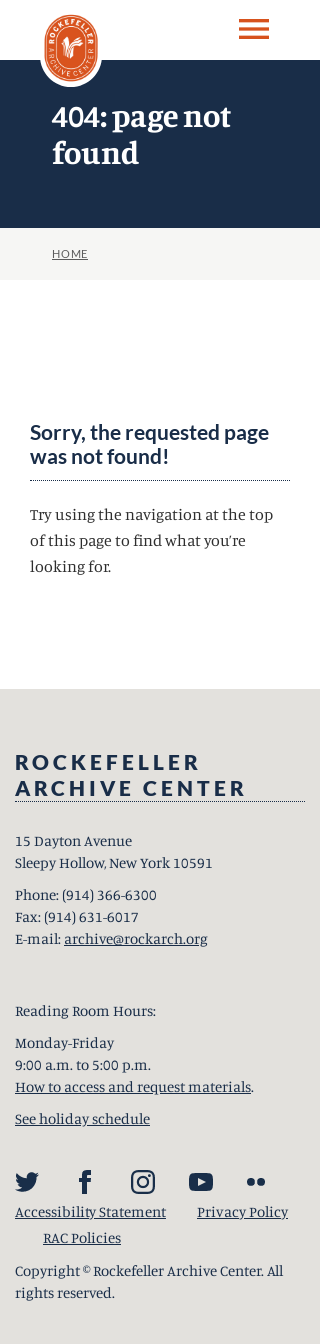 ROCKEFELLER
ARCHIVE CENTER
404: page not
found
HOME
Sorry, the requested page
was not found!
Try using the navigation at the top
of this page to find what you're
looking for.
ROCKEFELLER
ARCHIVE CENTER
15 Dayton Avenue
Sleepy Hollow, New York 10591
Phone: (914) 366-6300
Fax: (914) 631-6017
E-mail: archive@rockarch.org
Reading Room Hours:
Monday-Friday
9:00 a.m. to 5:00 p.m.
How to access and request materials.
See holiday schedule
Accessibility Statement Privacy Policy
RAC Policies
Copyright © Rockefeller Archive Center. All
rights reserved.